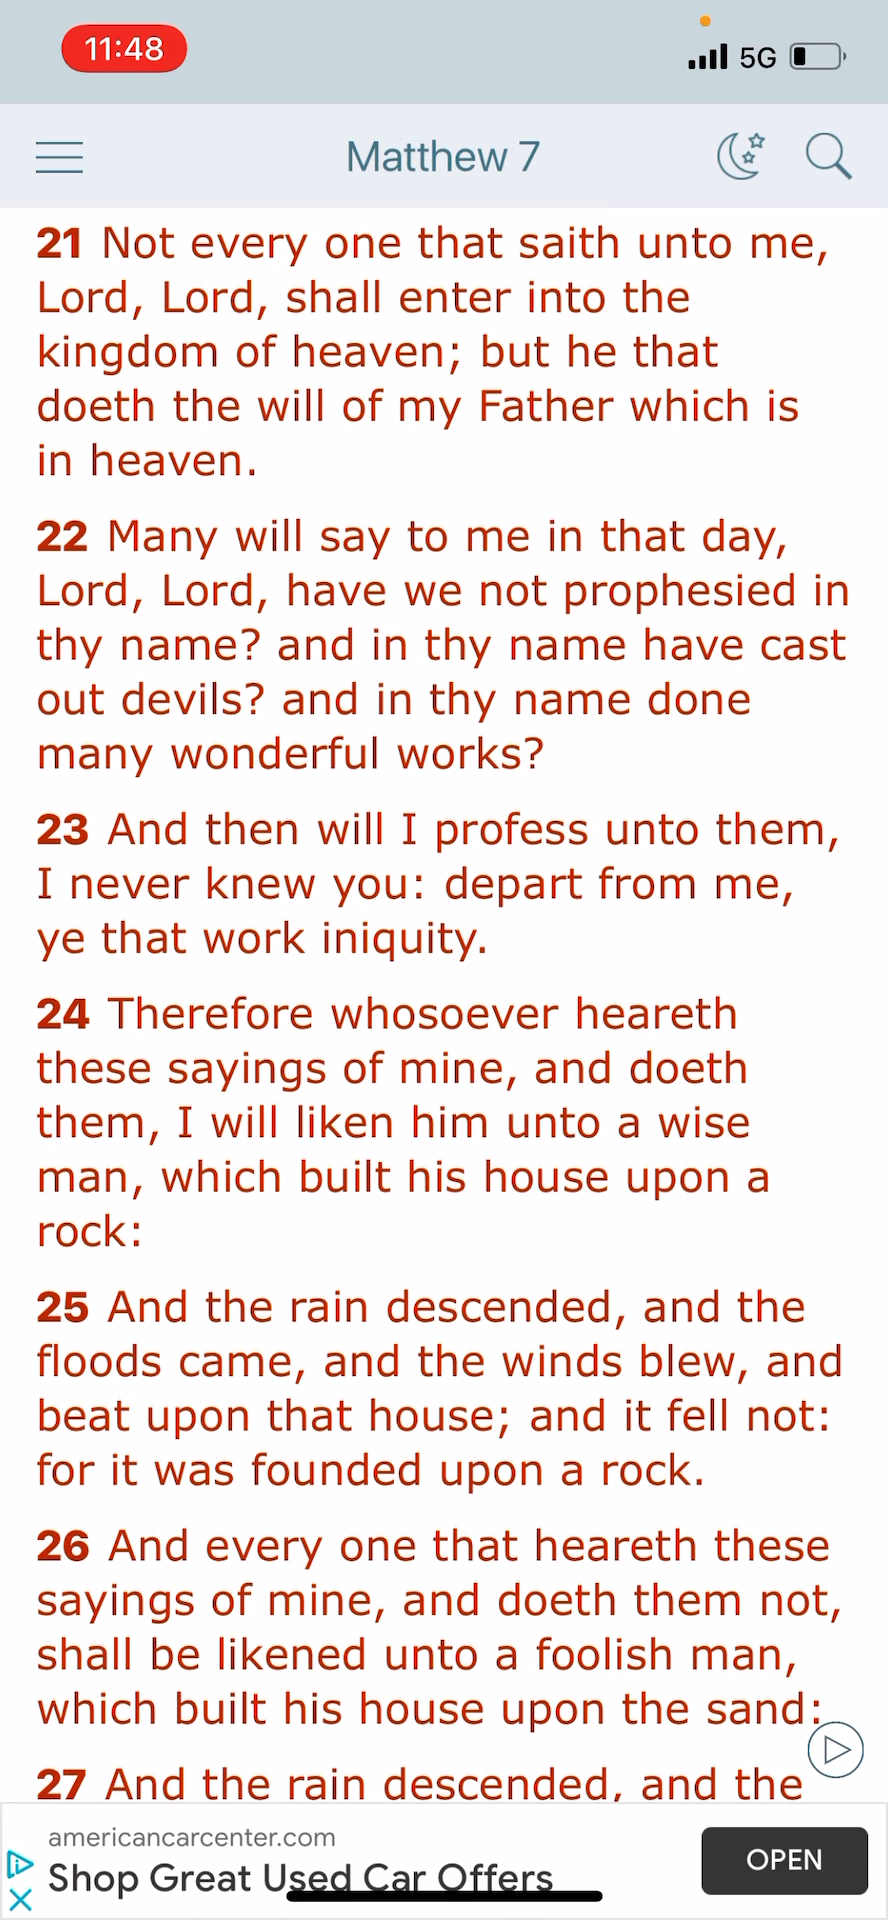 11:48
5G
Matthew 7
21 Not every one that saith unto me,
Lord, Lord, shall enter into the
kingdom of heaven; but he that
doeth the will of my Father which is
in heaven.
22 Many will say to me in that day,
Lord, Lord, have we not prophesied in
thy name? and in thy name have cast
out devils? and in thy name done
many wonderful works?
23 And then will I profess unto them,
I never knew you: depart from me,
ye that work iniquity.
24 Therefore whosoever heareth
these sayings of mine, and doeth
them, I will liken him unto a wise
man, which built his house upon a
rock:
25 And the rain descended, and the
floods came, and the winds blew, and
beat upon that house; and it fell not:
for it was founded upon a rock.
26 And every one that heareth these
sayings of mine, and doeth them not,
shall be likened unto a foolish man,
which built his house upon the sand:
27 And the rain descended, and the
americancarcenter.com
Shop Great Used Car Offers
OPEN